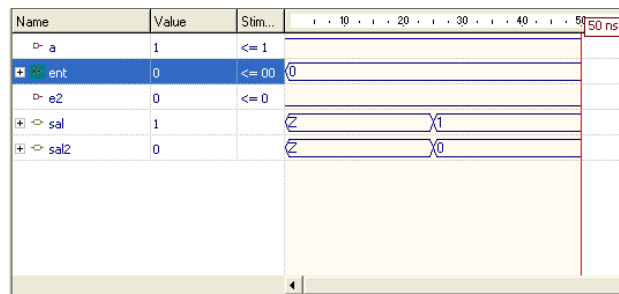 Name Value Stim... 10 20 30 40 50 50 ns
a 1 <= 1
ent 0 <= 00 0
e2 0 <= 0
sal 1 Z 1
sal2 0 Z 0